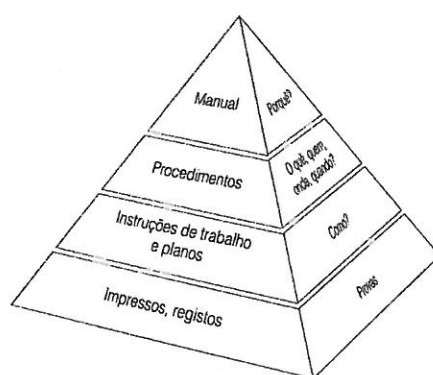 Manual
Porquê?
Procedimentos
O quê, quem,
onde, quando?
Instruções de trabalho
e planos
Como?
Impressos, registos
Provas